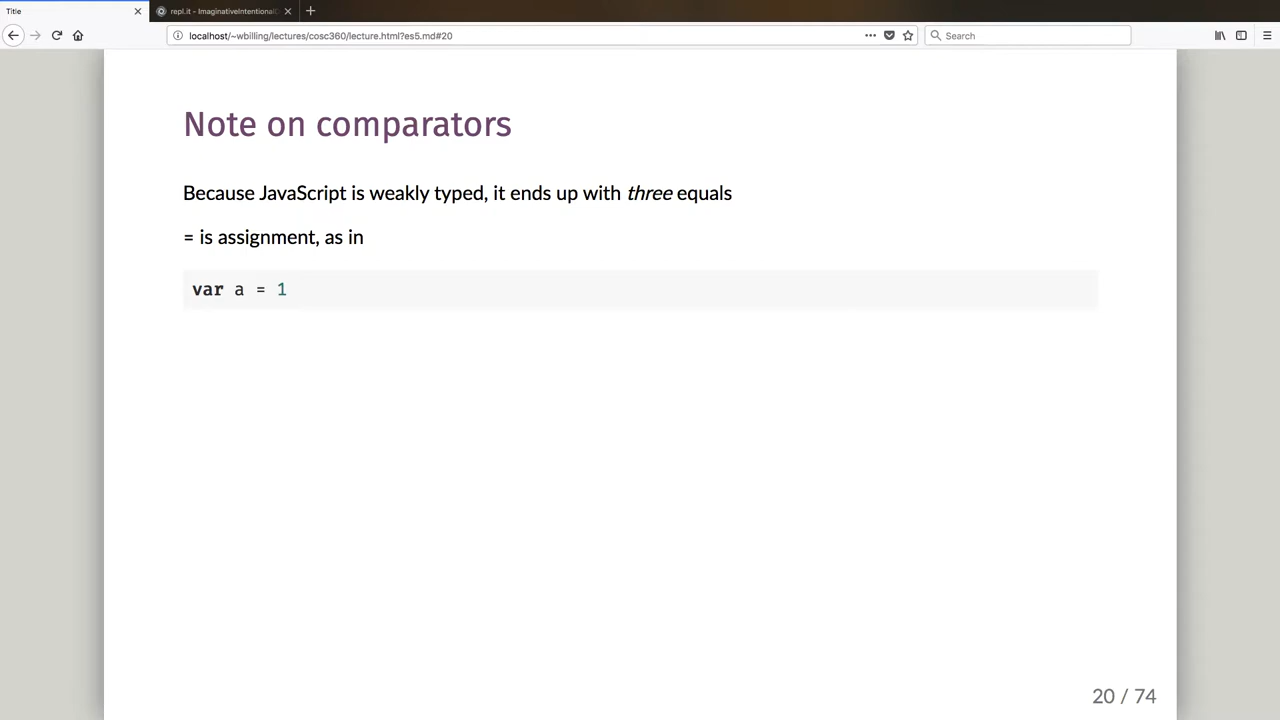 Title
repl.it - ImaginativeIntentional
localhost/~wbilling/lectures/cosc360/lecture.html?es5.md#20
Search
Note on comparators
Because JavaScript is weakly typed, it ends up with three equals
= is assignment, as in
var a = 1
20 / 74